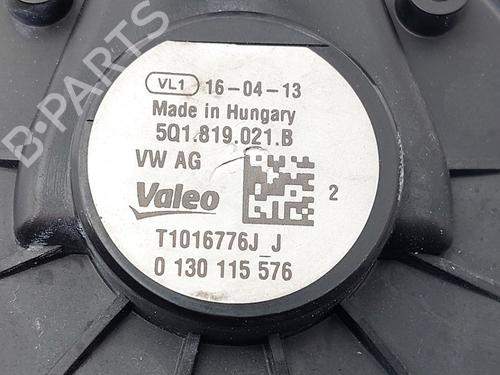 VL1 16-04-13
Made in Hungary
5Q1.819.021.B
VW AG
Valeo
2
T1016776J_J
0 130 115 576
B-PARTS